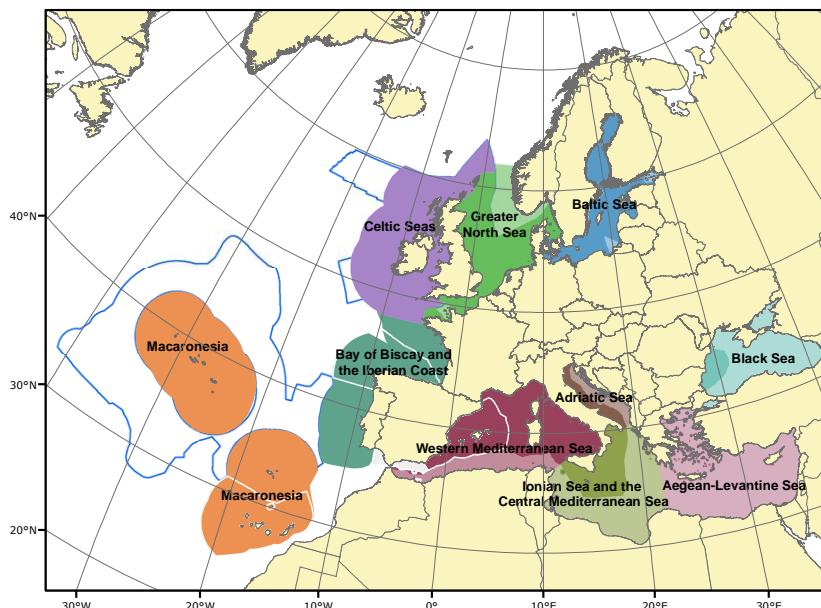 Celtic Seas
Greater
North Sea
Baltic Sea
40°N
Macaronesia
Bay of Biscay and
the Iberian Coast
Black Sea
30°N
Adriatic Sea
Western Mediterranean Sea
Ionian Sea and the
Central Mediterranean Sea
Aegean-Levantine Sea
Macaronesia
20°N
30°W
20°W
10°W
0°
10°E
20°E
30°E